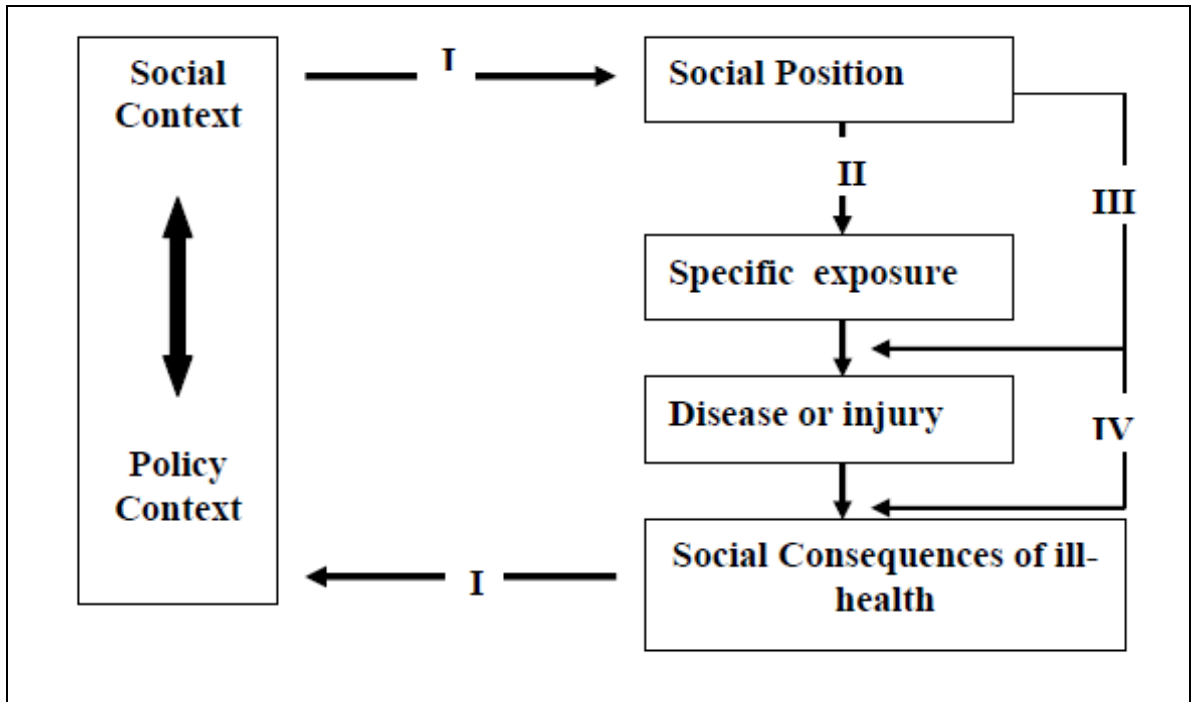 Social
Context
I
Social Position
II
III
Specific exposure
Disease or injury
IV
Policy
Context
I
Social Consequences of ill-
health